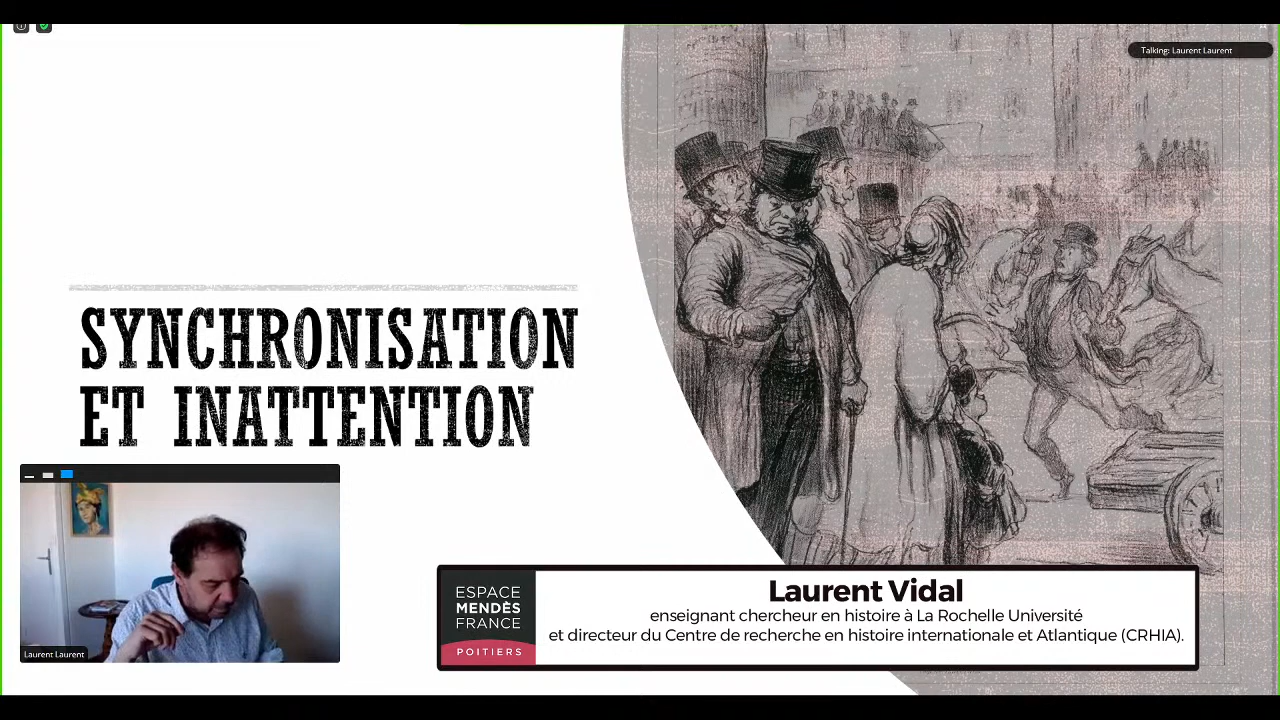 Talking: Laurent Laurent
SYNCHRONISATION
ET INATTENTION
Laurent Laurent
ESPACE
MENDÈS
FRANCE
POITIERS
Laurent Vidal
enseignant chercheur en histoire à La Rochelle Université
et directeur du Centre de recherche en histoire internationale et Atlantique (CRHIA).